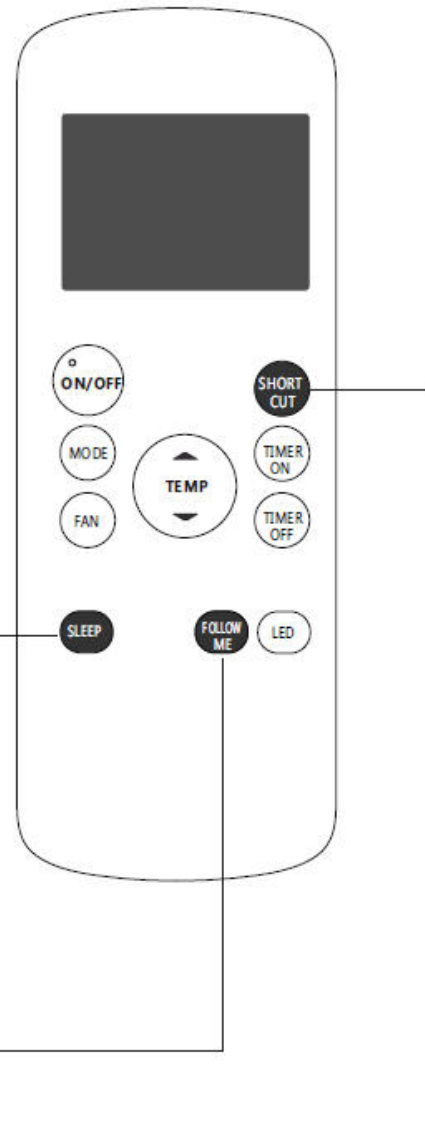 ON/OFF
SHORT
CUT
MODE
TEMP
TIMER
ON
FAN
TIMER
OFF
SLEEP
FOLLOW
ME
LED